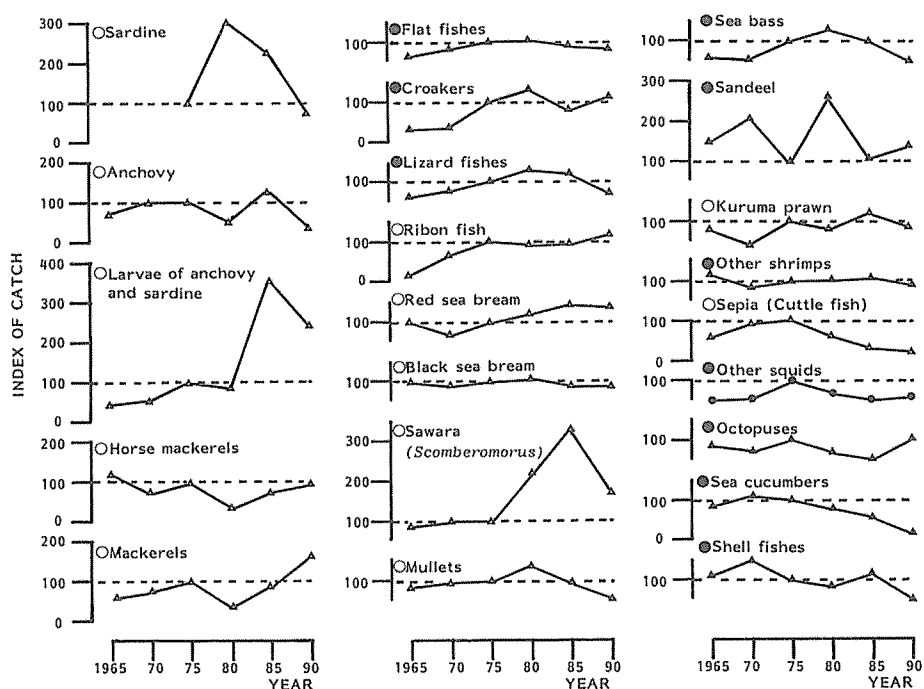 INDEX OF CATCH
300
○Sardine
200
100
0
200
○Anchovy
100
0
400
○Larvae of anchovy
and sardine
300
200
100
0
200
○Horse mackerels
100
0
300
○Mackerels
200
100
0
1965 70 75 80 85 90
YEAR
●Flat fishes
100
●Croakers
100
0
●Lizard fishes
100
○Ribon fish
100
0
○Red sea bream
100
○Black sea bream
100
○Sawara
(Scomberomorus)
300
200
100
○Mullets
100
1965 70 75 80 85 90
YEAR
●Sea bass
100
300
●Sandeel
200
100
○Kuruma prawn
100
●Other shrimps
100
○Sepia (Cuttle fish)
100
0
●Other squids
100
●Octopuses
100
●Sea cucumbers
100
0
●Shell fishes
100
1965 70 75 80 85 90
YEAR